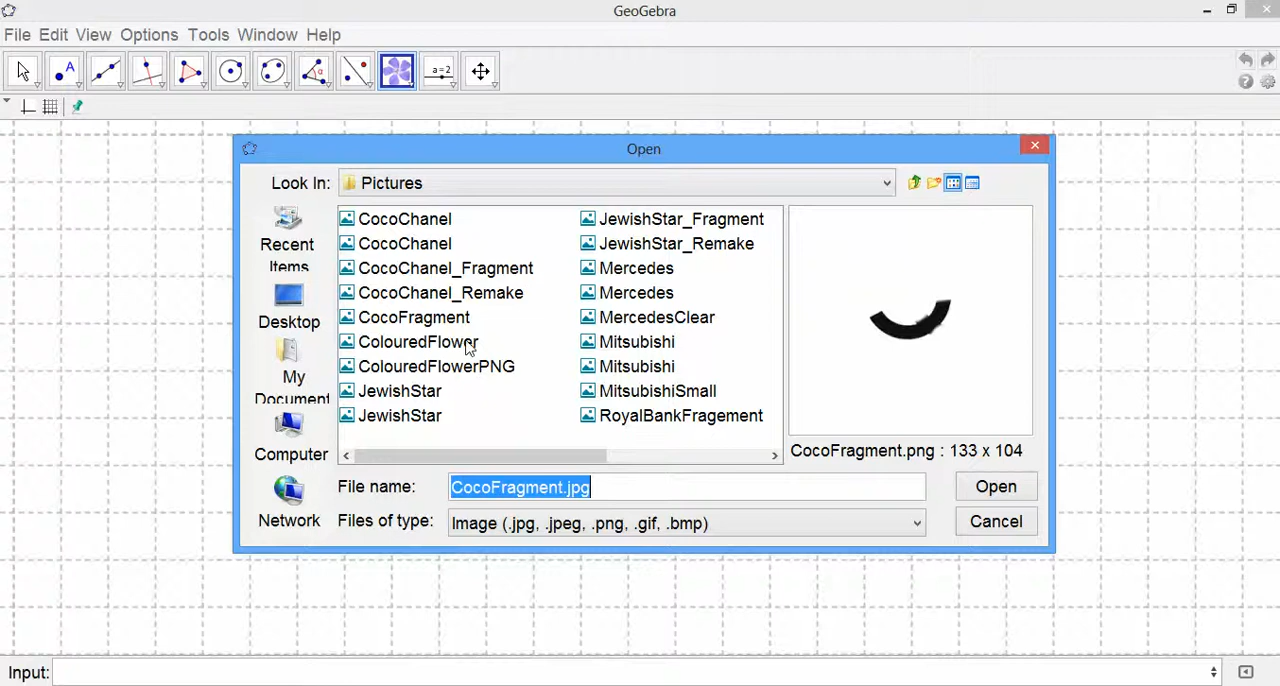 GeoGebra
File Edit View Options Tools Window Help
A
a=2
Open
Look In: Pictures
Recent Items
Desktop
My Document
Computer
Network
CocoChanel
CocoChanel
CocoChanel_Fragment
CocoChanel_Remake
CocoFragment
ColouredFlower
ColouredFlowerPNG
JewishStar
JewishStar
JewishStar_Fragment
JewishStar_Remake
Mercedes
Mercedes
MercedesClear
Mitsubishi
Mitsubishi
MitsubishiSmall
RoyalBankFragement
CocoFragment.png : 133 x 104
File name: CocoFragment.jpg
Open
Files of type: Image (.jpg, .jpeg, .png, .gif, .bmp)
Cancel
Input: